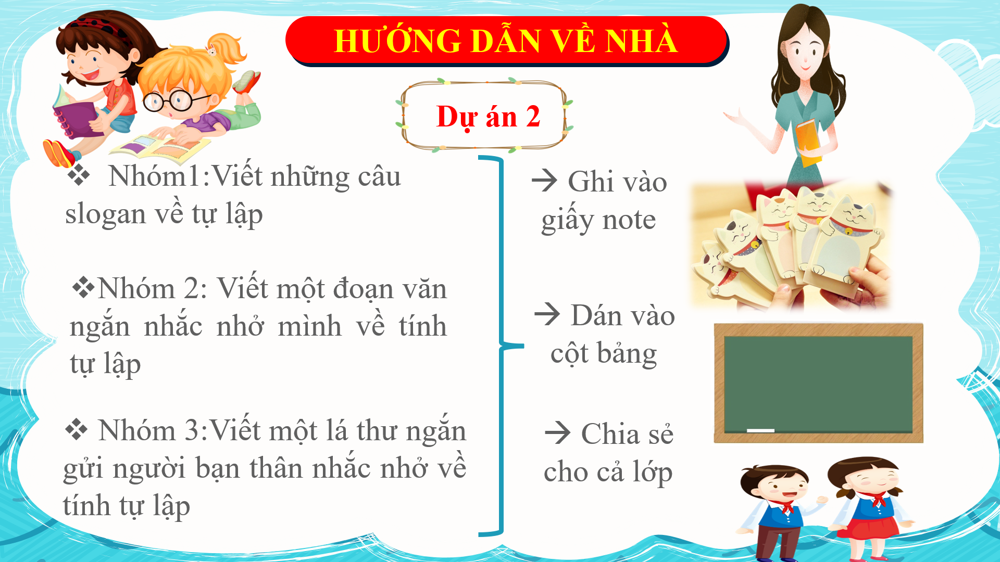 HƯỚNG DẪN VỀ NHÀ
Dự án 2
❖ Nhóm1:Viết những câu
slogan về tự lập
❖Nhóm 2: Viết một đoạn văn
ngắn nhắc nhở mình về tính
tự lập
❖ Nhóm 3:Viết một lá thư ngắn
gửi người bạn thân nhắc nhở về
tính tự lập
→ Ghi vào
giấy note
→ Dán vào
cột bảng
→ Chia sẻ
cho cả lớp